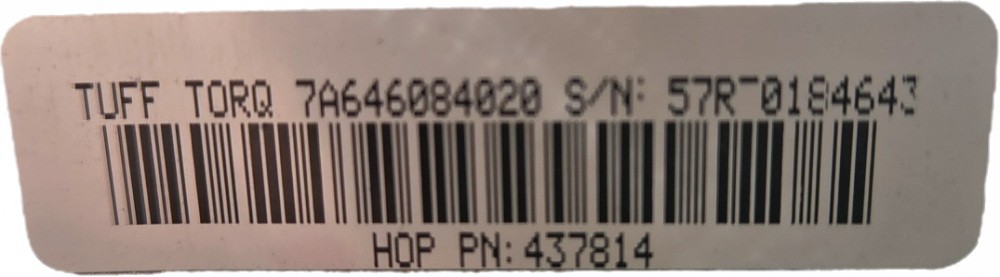 TUFF TORQ 7A646084020 S/N: 57R-0184643
HOP PN: 437814